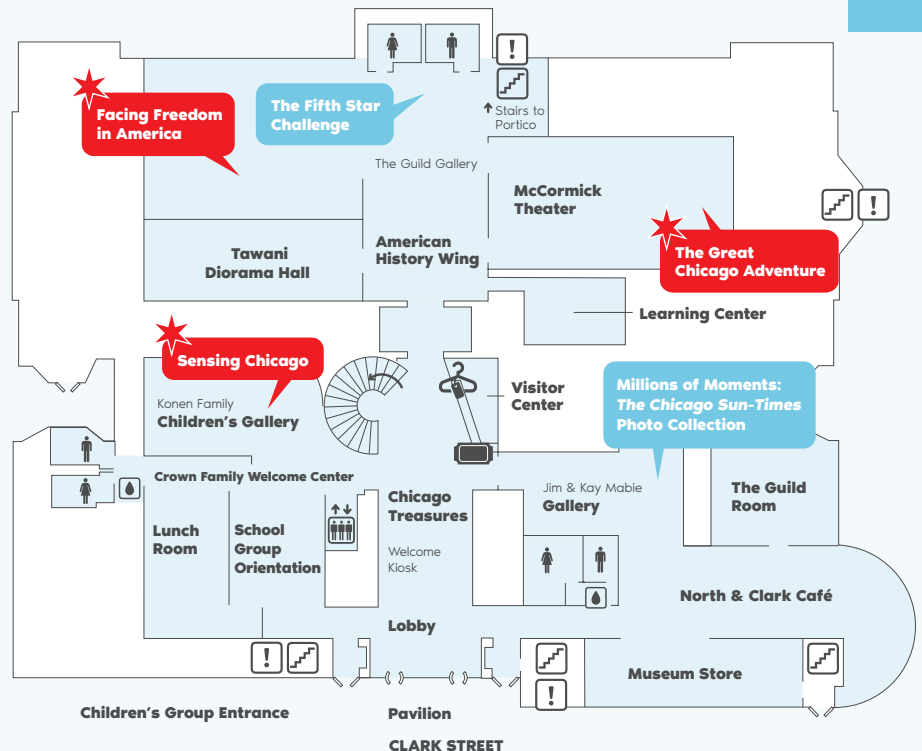 Facing Freedom
in America
The Fifth Star
Challenge
!
Stairs to
Portico
The Guild Gallery
McCormick
Theater
!
American
History Wing
Tawani
Diorama Hall
The Great
Chicago Adventure
Learning Center
Sensing Chicago
Konen Family
Children's Gallery
Visitor
Center
Millions of Moments:
The Chicago Sun-Times
Photo Collection
Crown Family Welcome Center
Lunch
Room
School
Group
Orientation
Chicago
Treasures
Welcome
Kiosk
Jim & Kay Mabie
Gallery
The Guild
Room
North & Clark Café
Lobby
!
!
Museum Store
Children's Group Entrance
Pavilion
CLARK STREET